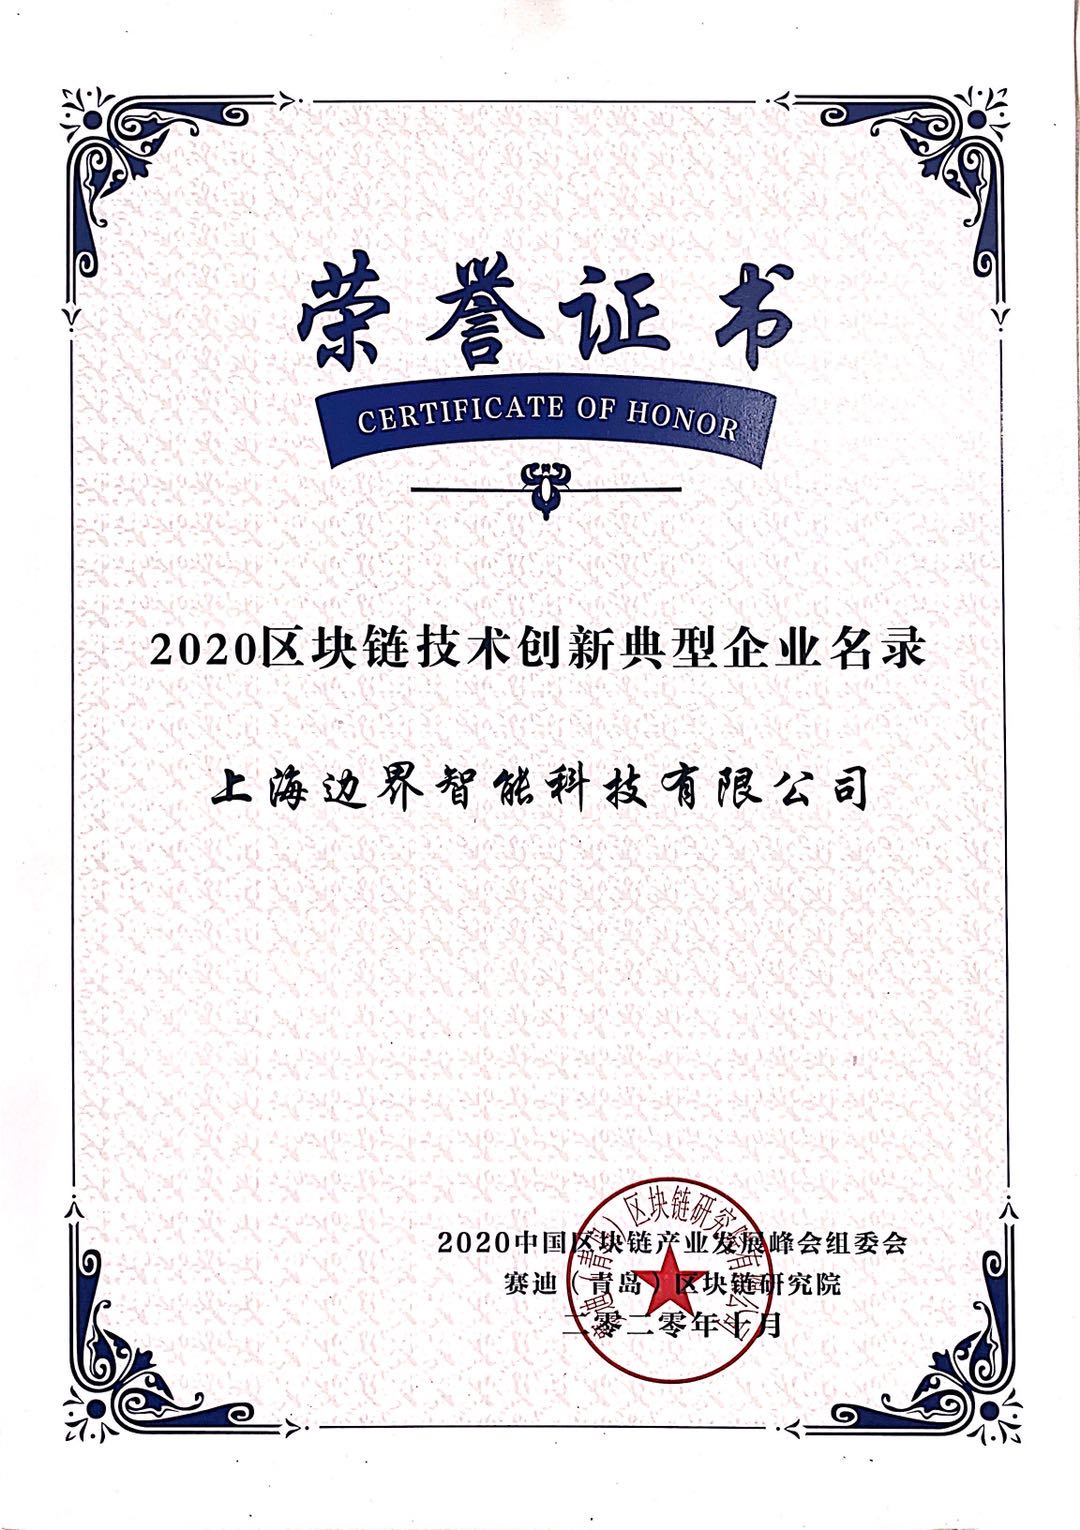 荣誉证书
CERTIFICATE OF HONOR
2020区块链技术创新典型企业名录
上海边界智能科技有限公司
2020中国区块链产业发展峰会组委会
赛迪（青岛）区块链研究院
二零二零年十月
赛迪（青岛）区块链研究院有限公司